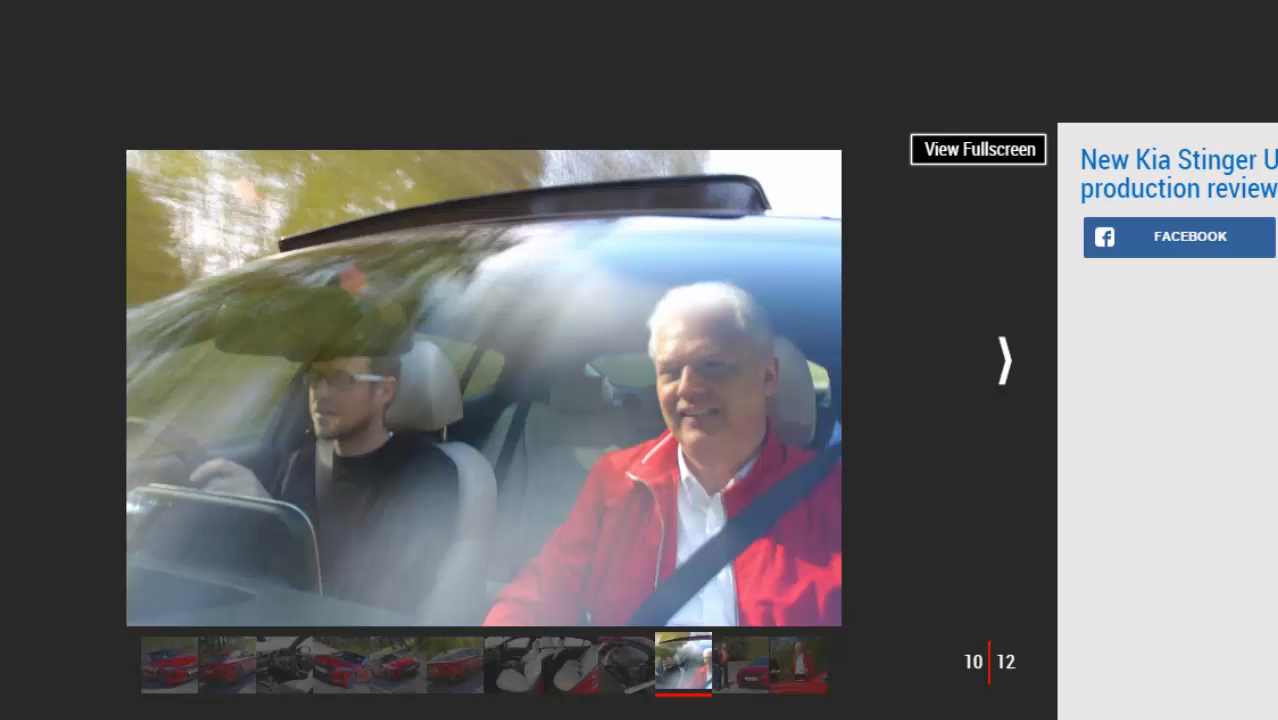 View Fullscreen
New Kia Stinger U
production review
FACEBOOK
10 12